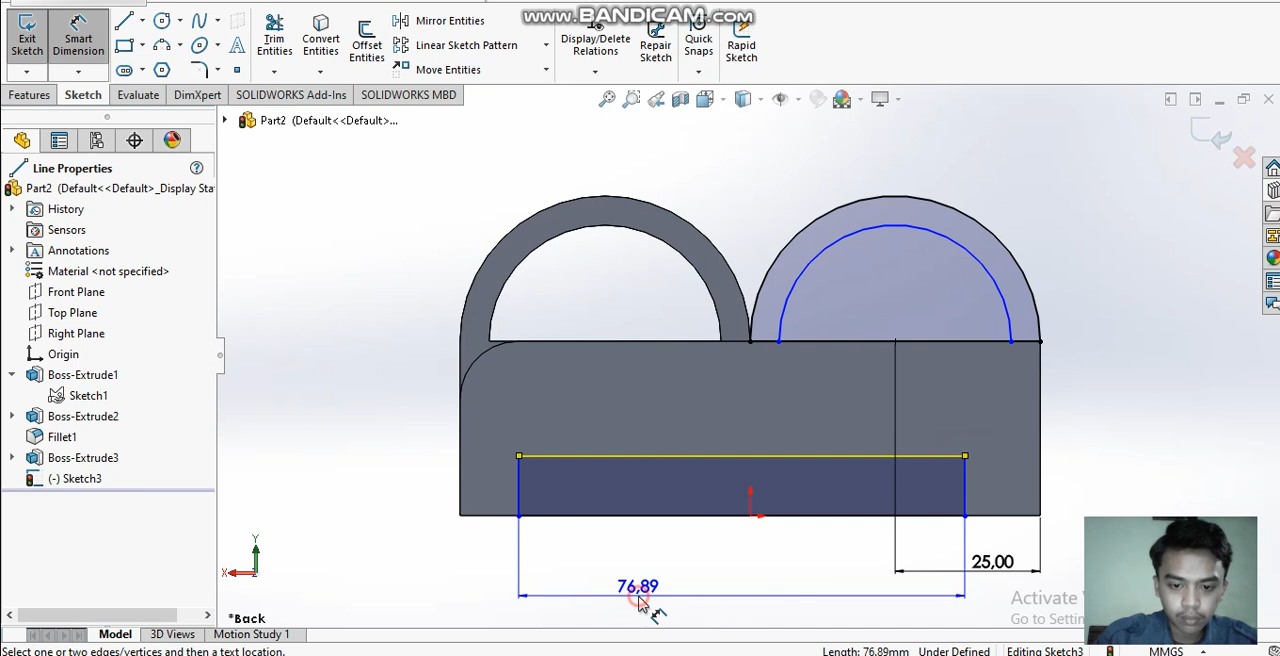 www.BANDICAM.com
Exit Sketch
Smart Dimension
Trim Entities
Convert Entities
Offset Entities
Mirror Entities
Linear Sketch Pattern
Move Entities
Display/Delete Relations
Repair Sketch
Quick Snaps
Rapid Sketch
Features
Sketch
Evaluate
DimXpert
SOLIDWORKS Add-Ins
SOLIDWORKS MBD
Part2 (Default<<Default>...
Line Properties
Part2 (Default<<Default>_Display Sta
History
Sensors
Annotations
Material <not specified>
Front Plane
Top Plane
Right Plane
Origin
Boss-Extrude1
Sketch1
Boss-Extrude2
Fillet1
Boss-Extrude3
(-) Sketch3
25,00
76,89
Y
X
*Back
Activate
Go to
Model
3D Views
Motion Study 1
Select one or two edges/vertices and then a text location.
Length: 76.89mm
Under Defined
Editing Sketch3
MMGS